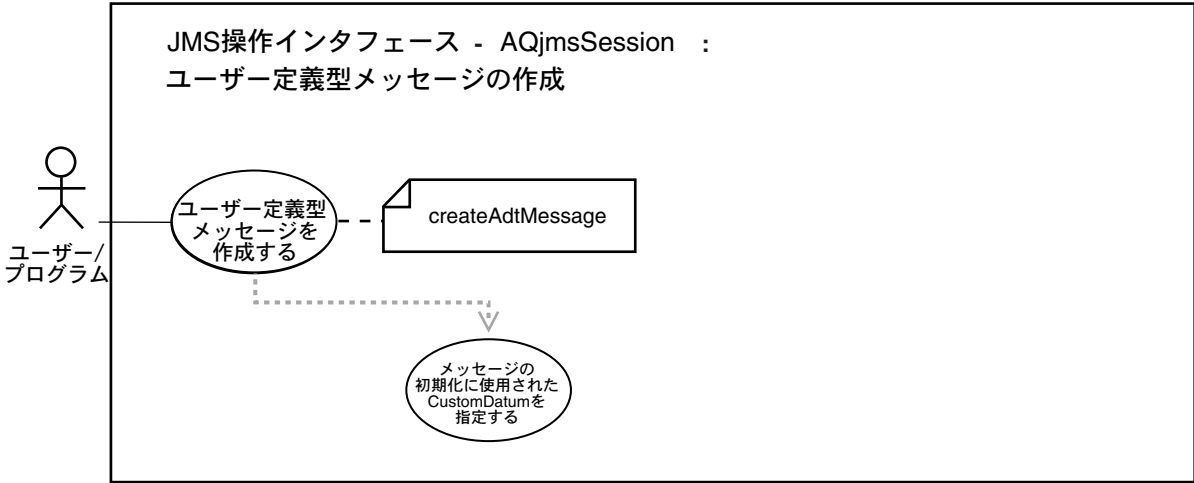 JMS操作インタフェース - AQjmsSession :
ユーザー定義型メッセージの作成
ユーザー定義型
メッセージを
作成する
createAdtMessage
ユーザー/
プログラム
メッセージの
初期化に使用された
CustomDatumを
指定する